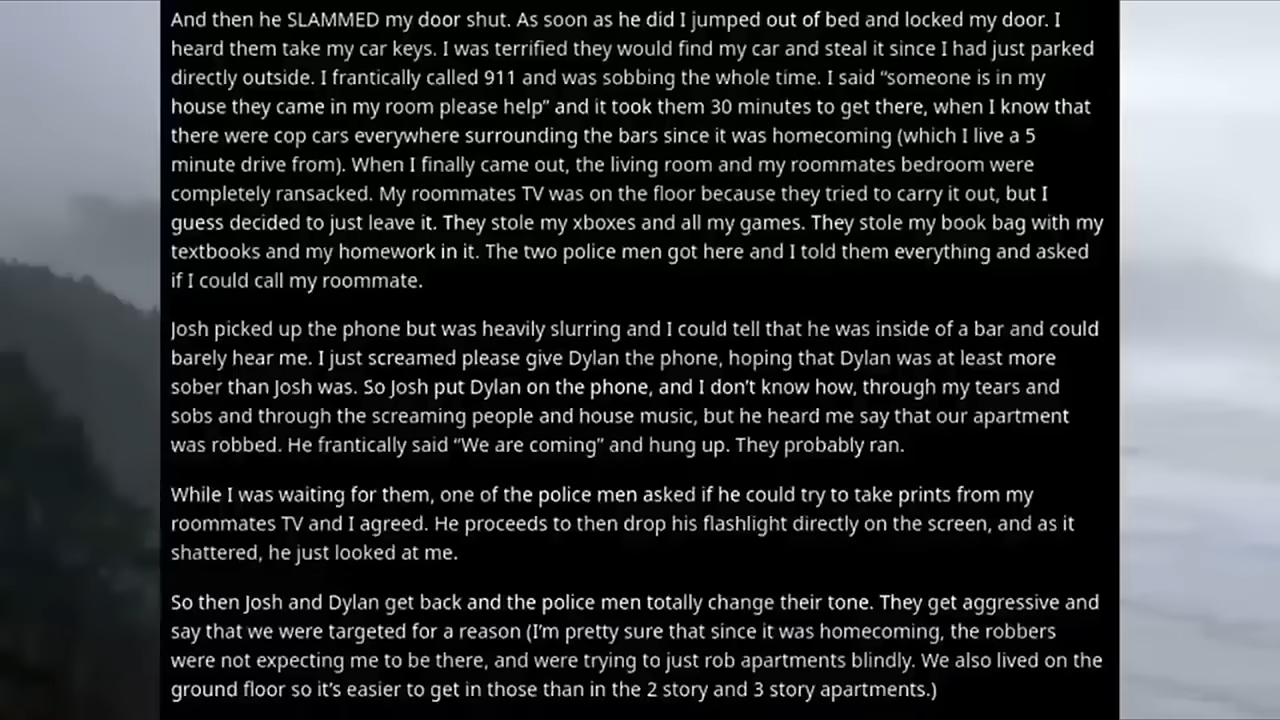 And then he SLAMMED my door shut. As soon as he did I jumped out of bed and locked my door. I
heard them take my car keys. I was terrified they would find my car and steal it since I had just parked
directly outside. I frantically called 911 and was sobbing the whole time. I said “someone is in my
house they came in my room please help” and it took them 30 minutes to get there, when I know that
there were cop cars everywhere surrounding the bars since it was homecoming (which I live a 5
minute drive from). When I finally came out, the living room and my roommates bedroom were
completely ransacked. My roommates TV was on the floor because they tried to carry it out, but I
guess decided to just leave it. They stole my xboxes and all my games. They stole my book bag with my
textbooks and my homework in it. The two police men got here and I told them everything and asked
if I could call my roommate.
Josh picked up the phone but was heavily slurring and I could tell that he was inside of a bar and could
barely hear me. I just screamed please give Dylan the phone, hoping that Dylan was at least more
sober than Josh was. So Josh put Dylan on the phone, and I don’t know how, through my tears and
sobs and through the screaming people and house music, but he heard me say that our apartment
was robbed. He frantically said “We are coming” and hung up. They probably ran.
While I was waiting for them, one of the police men asked if he could try to take prints from my
roommates TV and I agreed. He proceeds to then drop his flashlight directly on the screen, and as it
shattered, he just looked at me.
So then Josh and Dylan get back and the police men totally change their tone. They get aggressive and
say that we were targeted for a reason (I’m pretty sure that since it was homecoming, the robbers
were not expecting me to be there, and were trying to just rob apartments blindly. We also lived on the
ground floor so it’s easier to get in those than in the 2 story and 3 story apartments.)